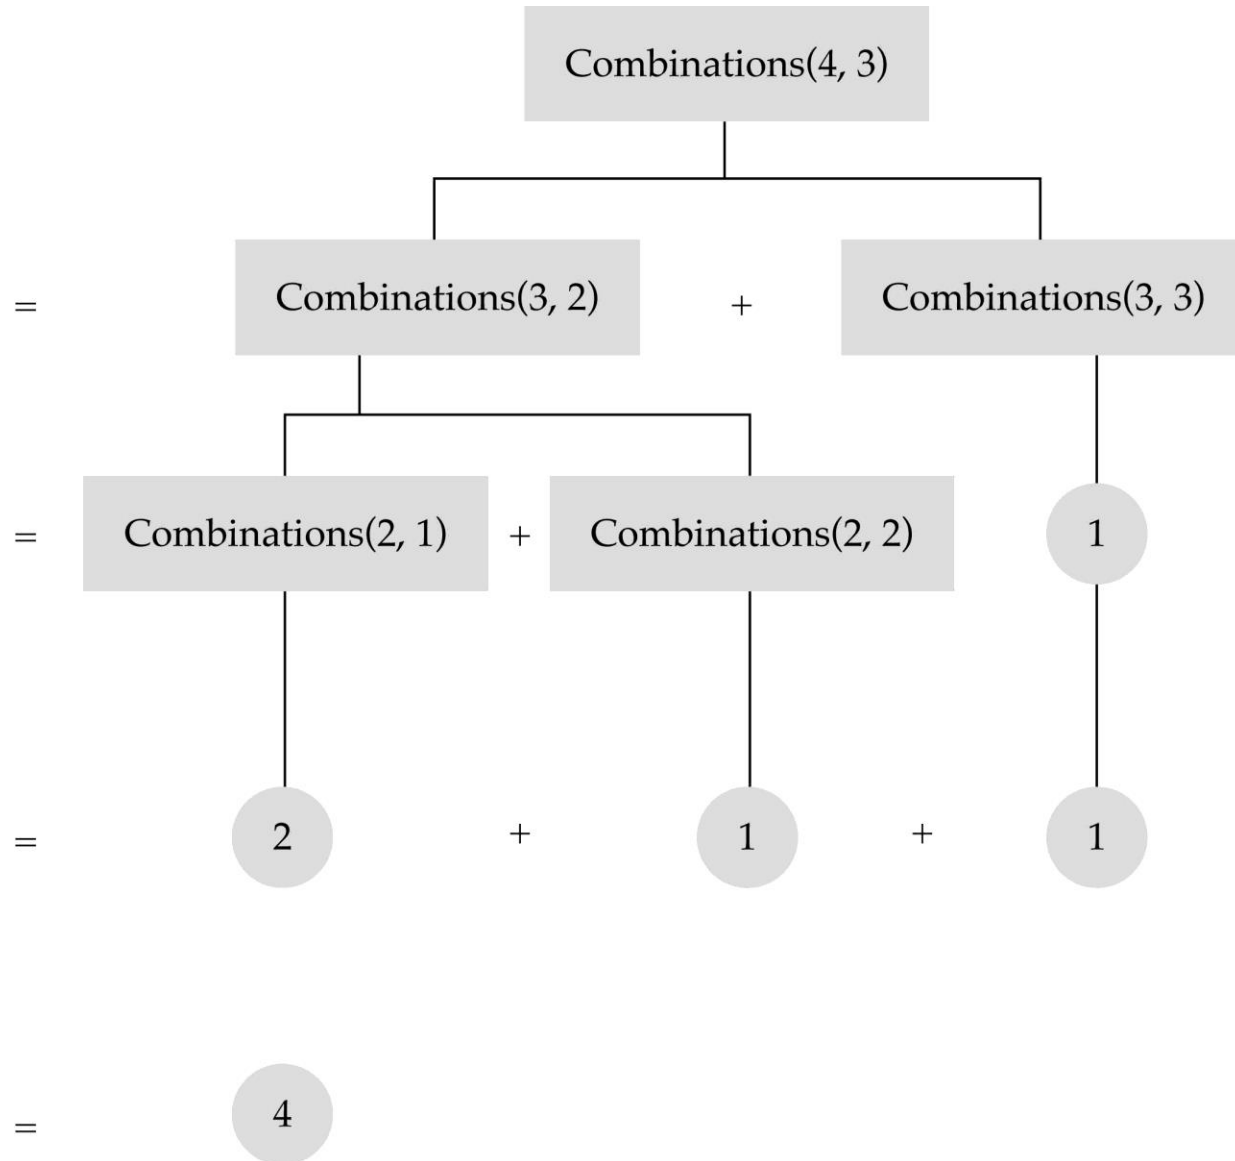 Combinations(4, 3)
= Combinations(3, 2) + Combinations(3, 3)
= Combinations(2, 1) + Combinations(2, 2) 1
= 2 + 1 + 1
= 4